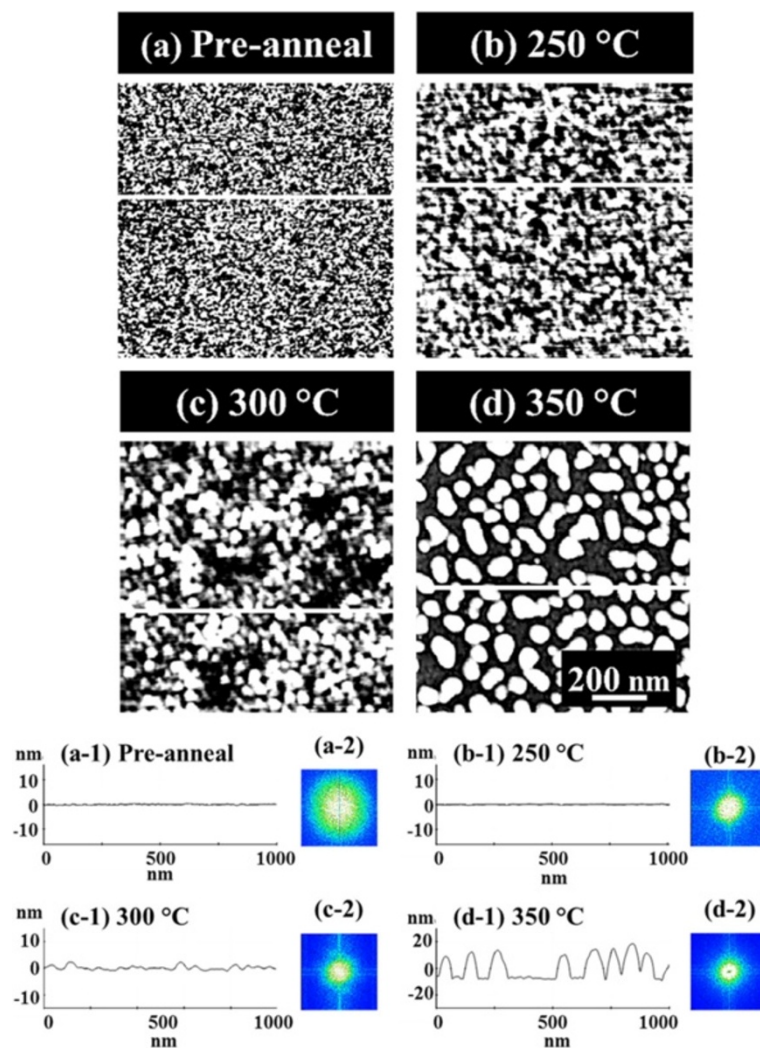 (a) Pre-anneal
(b) 250 °C
(c) 300 °C
(d) 350 °C
200 nm
nm
(a-1) Pre-anneal
(a-2)
10
0
-10
0
500
1000
nm
nm
(b-1) 250 °C
(b-2)
10
0
-10
0
500
1000
nm
nm
(c-1) 300 °C
(c-2)
10
0
-10
0
500
1000
nm
nm
(d-1) 350 °C
(d-2)
20
0
-20
0
500
1000
nm